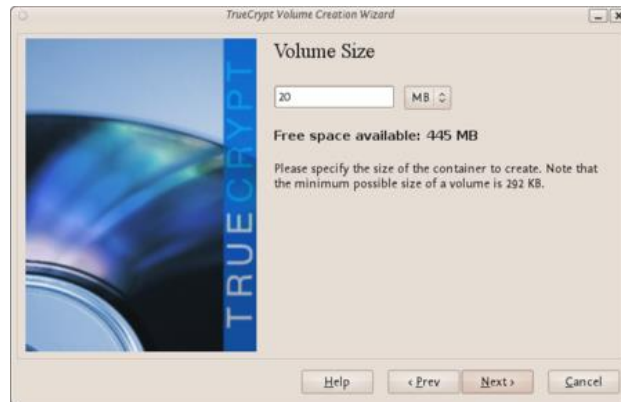 TrueCrypt Volume Creation Wizard
TRUECRYPT
Volume Size
20 MB
Free space available: 445 MB
Please specify the size of the container to create. Note that
the minimum possible size of a volume is 292 KB.
Help < Prev Next > Cancel